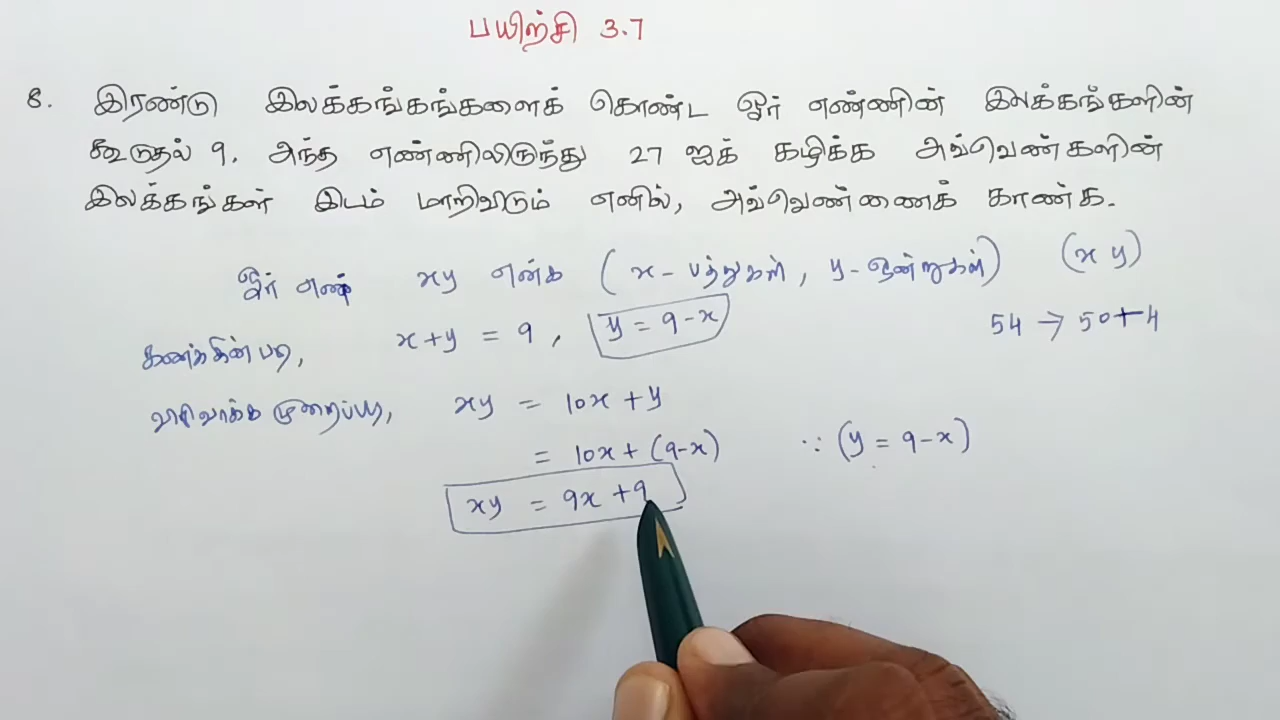 பயிற்சி 3.7
8. இரண்டு இலக்கங்கங்களைக் கொண்ட ஓர் எண்ணின் இலக்கங்களின்
கூடுதல் 9. அந்த எண்ணிலிருந்து 27 ஐக் கழிக்க அவ்வெண்களின்
இலக்கங்கள் இடம் மாறிவிடும் எனில், அவ்வெண்ணைக் காண்க.
ஓர் எண் xy என்க (x - பத்துகள், y - ஒன்றுகள்) (x y)
கணக்கின் படி, x+y = 9, y = 9-x 54 → 50+4
விரிவாக்க முறைப்படி, xy = 10x + y
= 10x + (9-x) ∵ (y = 9-x)
xy = 9x + 9